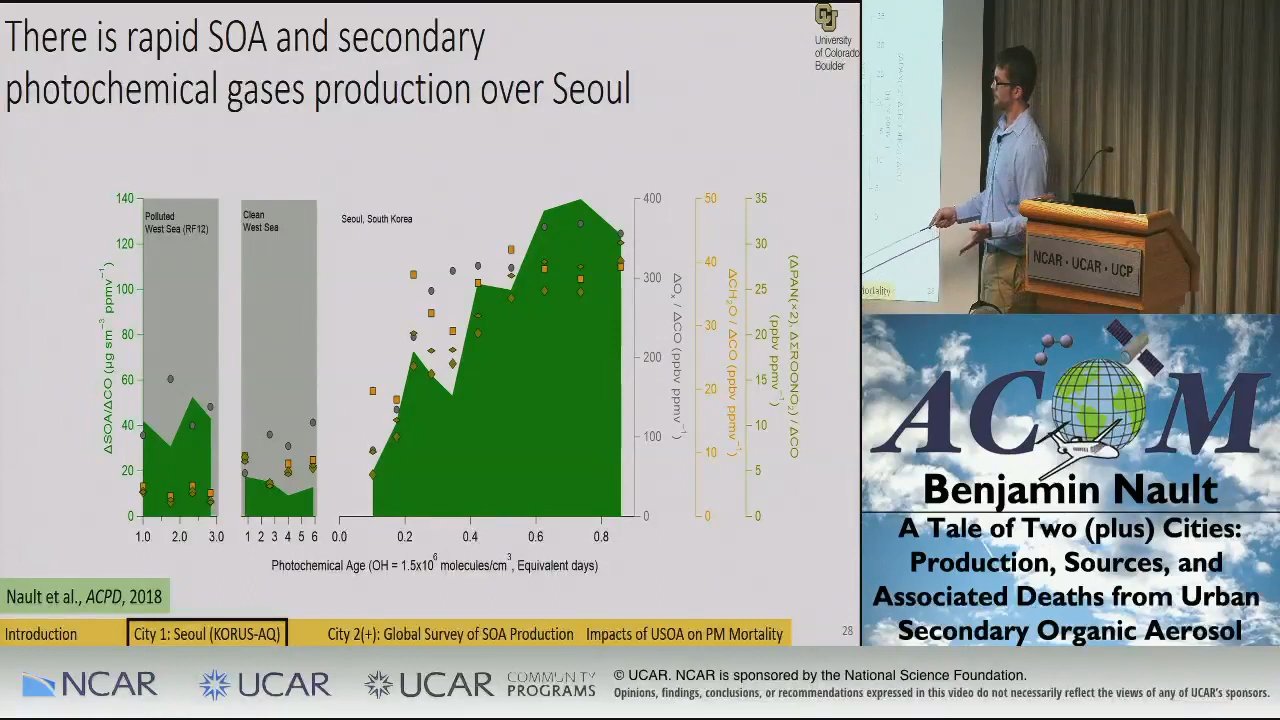 There is rapid SOA and secondary
photochemical gases production over Seoul
University
of Colorado
Boulder
Polluted
West Sea (RF12)
Clean
West Sea
Seoul, South Korea
ΔSOA/ΔCO (µg sm⁻³ ppmv⁻¹)
140
120
100
80
60
40
20
0
1.0 2.0 3.0
1 2 3 4 5 6
0.0 0.2 0.4 0.6 0.8
Photochemical Age (OH = 1.5x10⁶ molecules/cm³, Equivalent days)
400
300
200
100
0
ΔOₓ / ΔCO (ppbv ppmv⁻¹)
50
40
30
20
10
0
ΔCH₂O / ΔCO (ppbv ppmv⁻¹)
35
30
25
20
15
10
5
0
(ΔPAN(×2), ΔΣROONO₂) / ΔCO
(ppbv ppmv⁻¹)
Nault et al., ACPD, 2018
Introduction City 1: Seoul (KORUS-AQ) City 2(+): Global Survey of SOA Production Impacts of USOA on PM Mortality
28
Mortality
NCAR · UCAR · UCP
ACOM
Benjamin Nault
A Tale of Two (plus) Cities:
Production, Sources, and
Associated Deaths from Urban
Secondary Organic Aerosol
NCAR
UCAR
UCAR COMMUNITY
PROGRAMS
© UCAR. NCAR is sponsored by the National Science Foundation.
Opinions, findings, conclusions, or recommendations expressed in this video do not necessarily reflect the views of any of UCAR's sponsors.